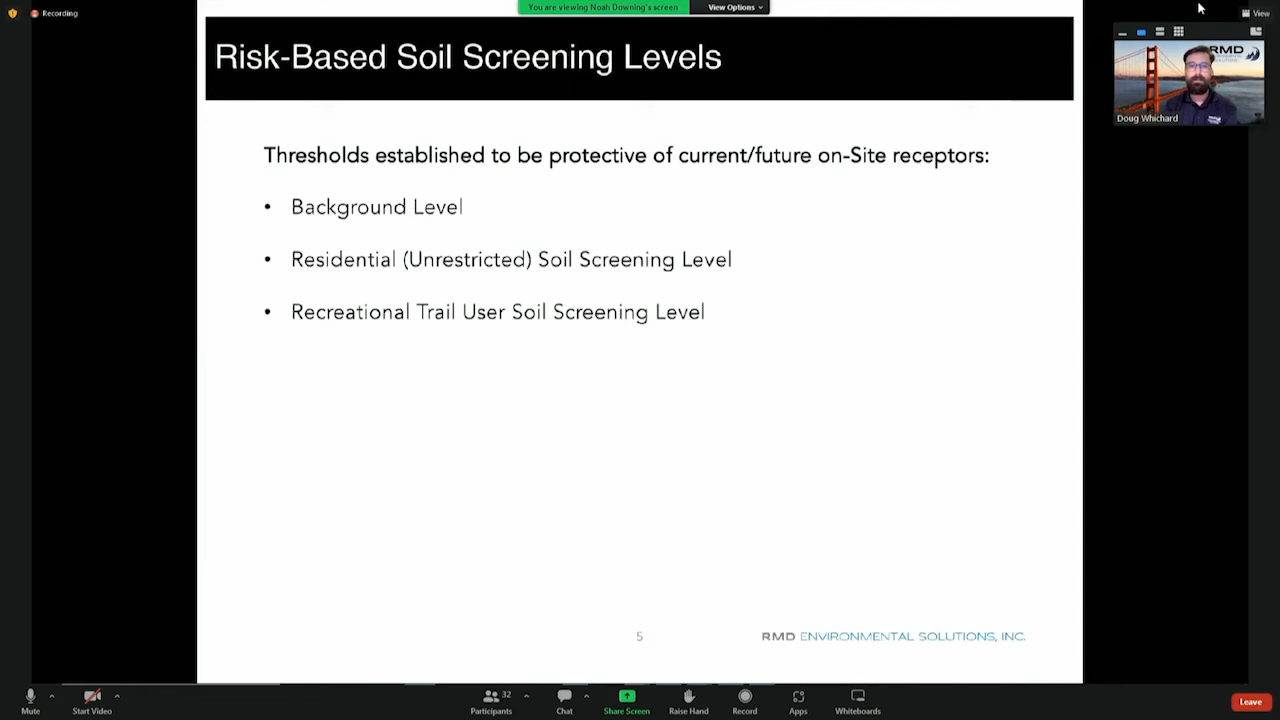 Recording
You are viewing Noah Downing's screen
View Options
View
Risk-Based Soil Screening Levels
RMD
Doug Whichard
Thresholds established to be protective of current/future on-Site receptors:
• Background Level
• Residential (Unrestricted) Soil Screening Level
• Recreational Trail User Soil Screening Level
5
RMD ENVIRONMENTAL SOLUTIONS, INC.
Mute
Start Video
32
Participants
Chat
Share Screen
Raise Hand
Record
Apps
Whiteboards
Leave